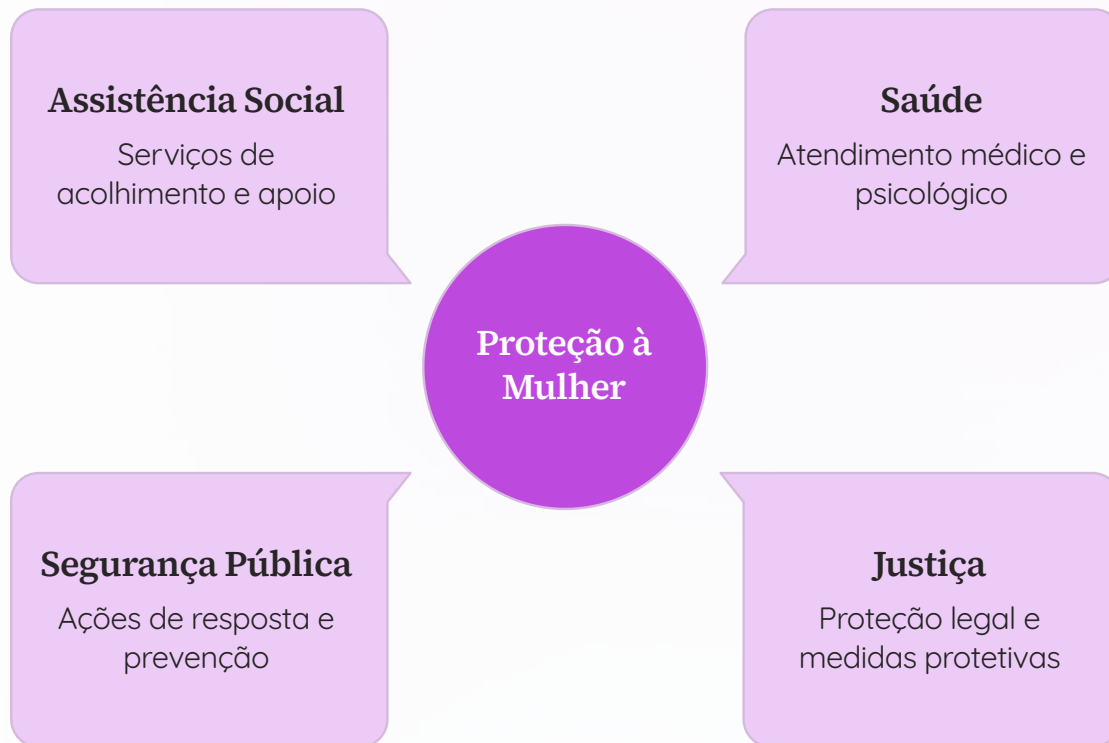 Assistência Social
Serviços de
acolhimento e apoio
Saúde
Atendimento médico e
psicológico
Proteção à
Mulher
Segurança Pública
Ações de resposta e
prevenção
Justiça
Proteção legal e
medidas protetivas